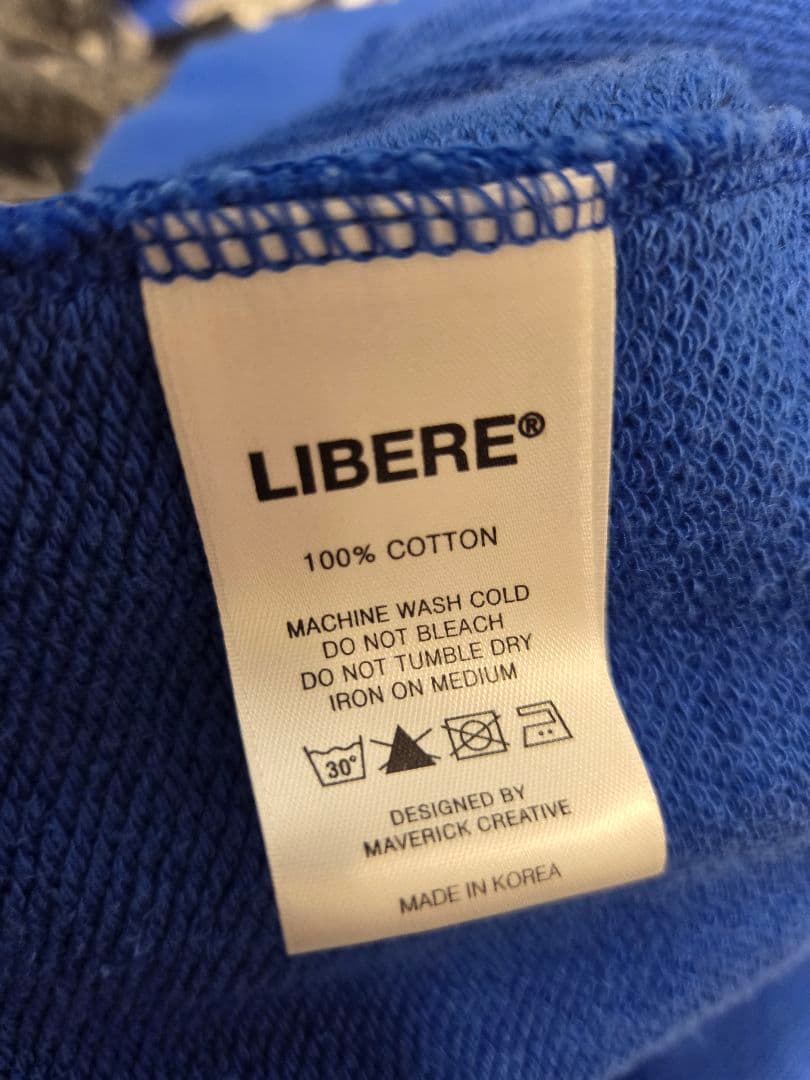 LIBERE®
100% COTTON
MACHINE WASH COLD
DO NOT BLEACH
DO NOT TUMBLE DRY
IRON ON MEDIUM
30°
DESIGNED BY
MAVERICK CREATIVE
MADE IN KOREA